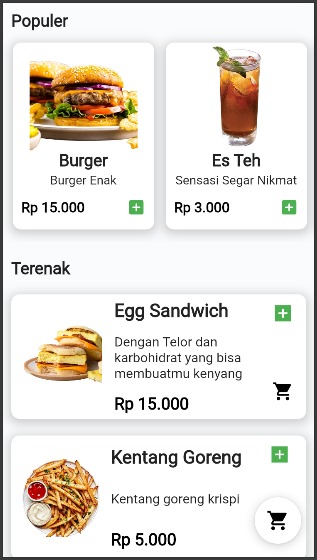 Populer
Burger
Burger Enak
Rp 15.000
Es Teh
Sensasi Segar Nikmat
Rp 3.000
Terenak
Egg Sandwich
Dengan Telor dan
karbohidrat yang bisa
membuatmu kenyang
Rp 15.000
Kentang Goreng
Kentang goreng krispi
Rp 5.000